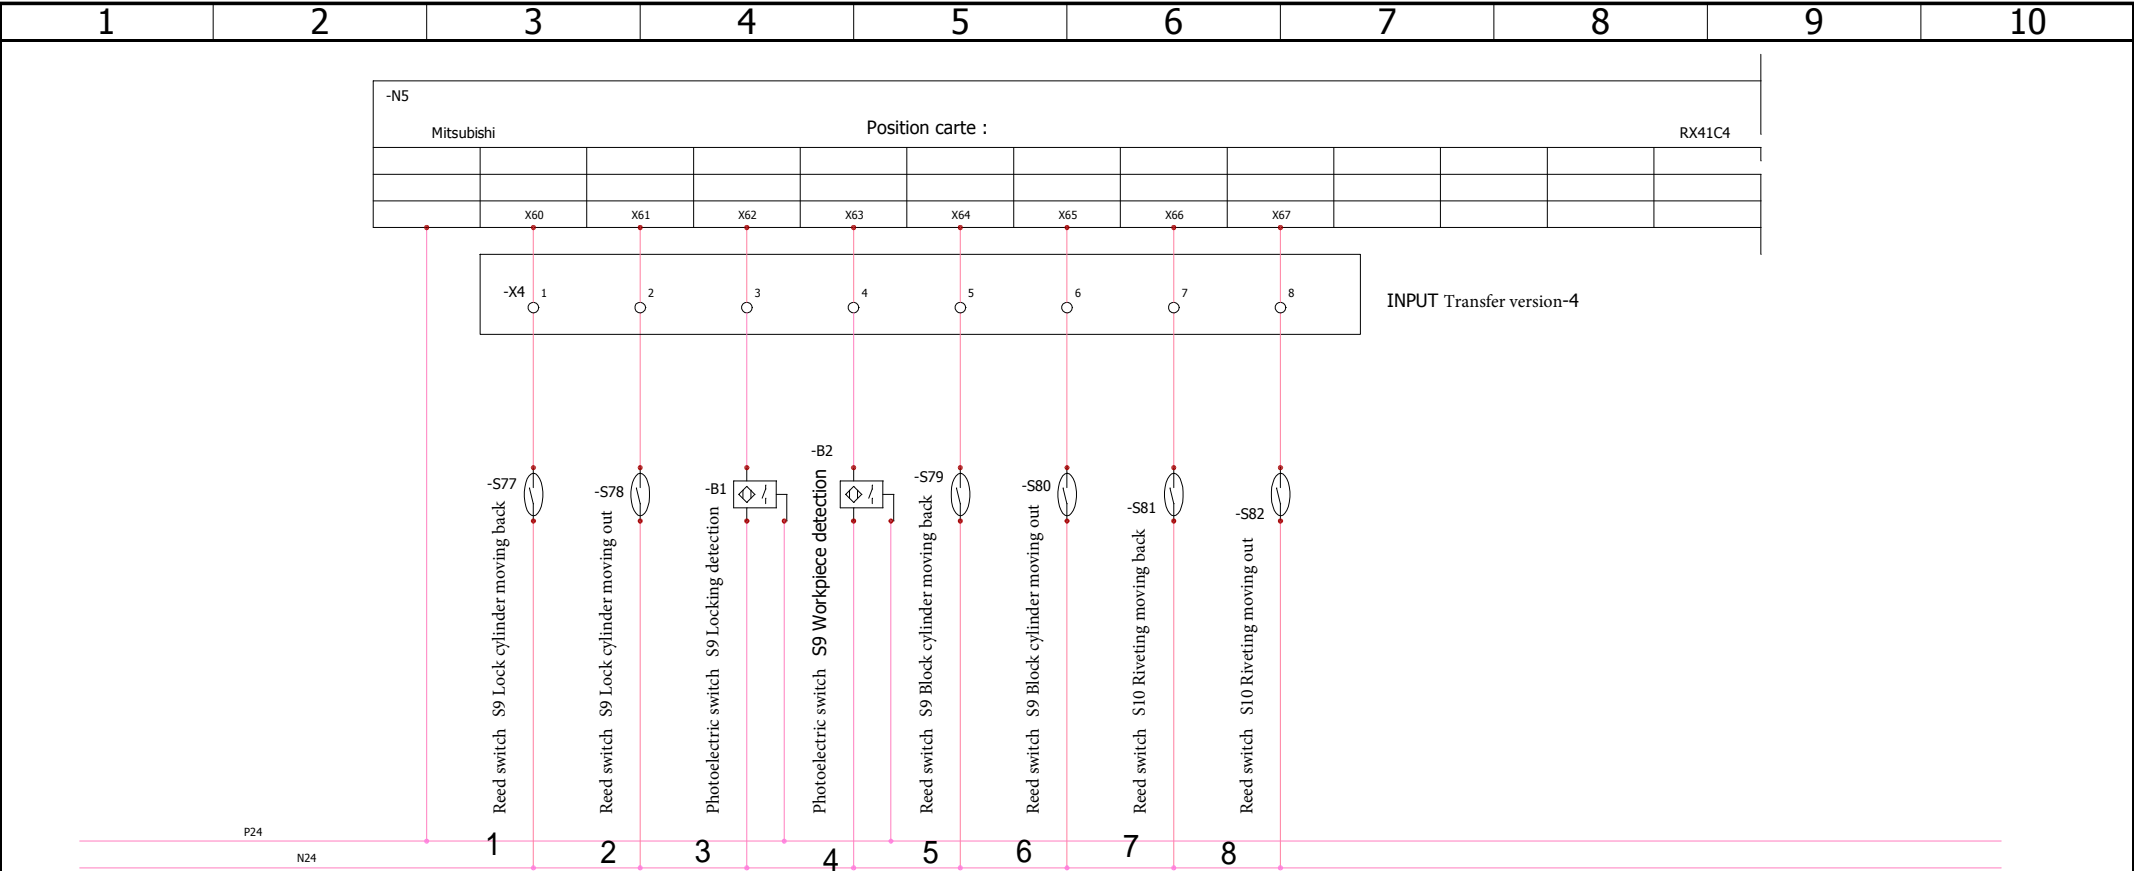 1 2 3 4 5 6 7 8 9 10
-N5
Mitsubishi Position carte : RX41C4
X60 X61 X62 X63 X64 X65 X66 X67
-X4 1 2 3 4 5 6 7 8
INPUT Transfer version-4
-S77
Reed switch S9 Lock cylinder moving back
-S78
Reed switch S9 Lock cylinder moving out
-B1
Photoelectric switch S9 Locking detection
-B2
Photoelectric switch S9 Workpiece detection
-S79
Reed switch S9 Block cylinder moving back
-S80
Reed switch S9 Block cylinder moving out
-S81
Reed switch S10 Riveting moving back
-S82
Reed switch S10 Riveting moving out
P24
N24
1 2 3 4 5 6 7 8